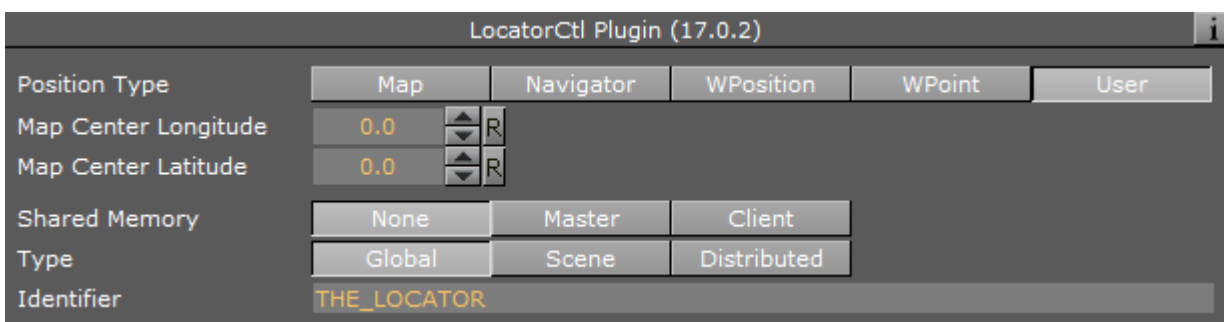 LocatorCtl Plugin (17.0.2) i
Position Type Map Navigator WPosition WPoint User
Map Center Longitude 0.0 R
Map Center Latitude 0.0 R
Shared Memory None Master Client
Type Global Scene Distributed
Identifier THE_LOCATOR